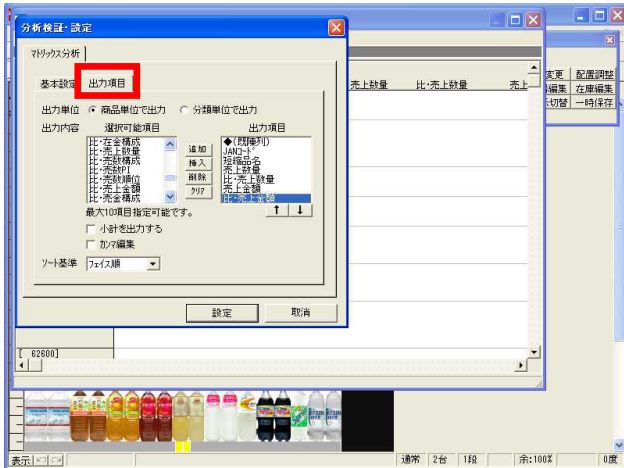 分析検証・設定
マトリックス分析
基本設定 出力項目
出力単位 商品単位で出力 分類単位で出力
出力内容 選択可能項目 出力項目
比・在金構成
比・売上数量
比・売数構成
比・売数PI
比・売数順位
比・売上金額
比・売金構成
追加
挿入
削除
クリア
◆(既陳列)
JANコード
短縮品名
売上数量
比・売上数量
売上金額
比・売上金額
最大10項目指定可能です。
↑ ↓
小計を出力する
カンマ編集
ソート基準 フェイス順
設定 取消
売上数量 比・売上数量 売上
変更 配置調整
編集 在庫編集
切替 一時保存
[ 62600]
表示 通常 2台 1段 余:100% 0度